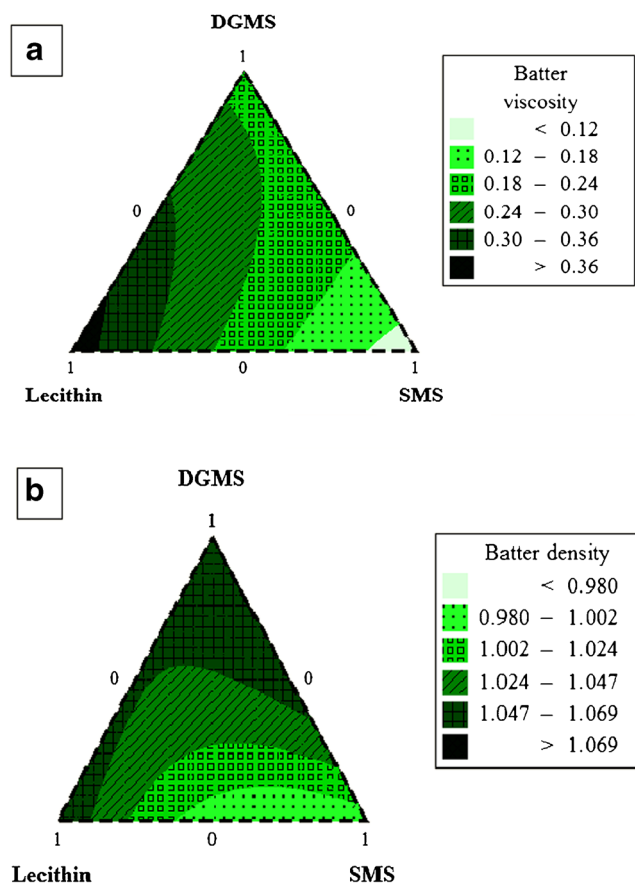 a
DGMS
1
0
0
1
0
1
Lecithin
SMS
Batter
viscosity
< 0.12
0.12 – 0.18
0.18 – 0.24
0.24 – 0.30
0.30 – 0.36
> 0.36
b
DGMS
1
0
0
1
0
1
Lecithin
SMS
Batter density
< 0.980
0.980 – 1.002
1.002 – 1.024
1.024 – 1.047
1.047 – 1.069
> 1.069